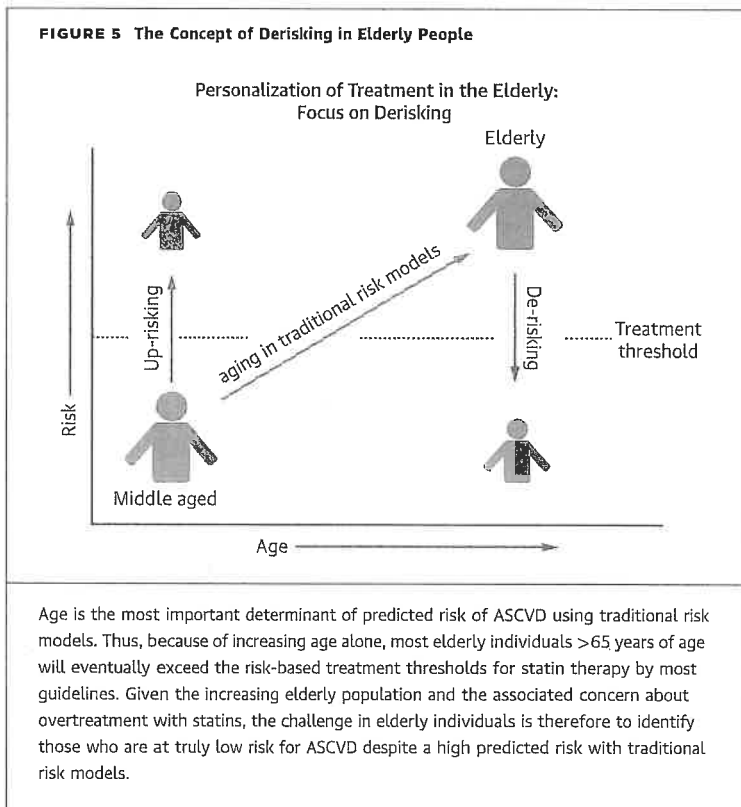 FIGURE 5 The Concept of Derisking in Elderly People
Personalization of Treatment in the Elderly:
Focus on Derisking
Elderly
Risk
Up-risking
aging in traditional risk models
De-risking
Treatment
threshold
Middle aged
Age
Age is the most important determinant of predicted risk of ASCVD using traditional risk
models. Thus, because of increasing age alone, most elderly individuals >65 years of age
will eventually exceed the risk-based treatment thresholds for statin therapy by most
guidelines. Given the increasing elderly population and the associated concern about
overtreatment with statins, the challenge in elderly individuals is therefore to identify
those who are at truly low risk for ASCVD despite a high predicted risk with traditional
risk models.